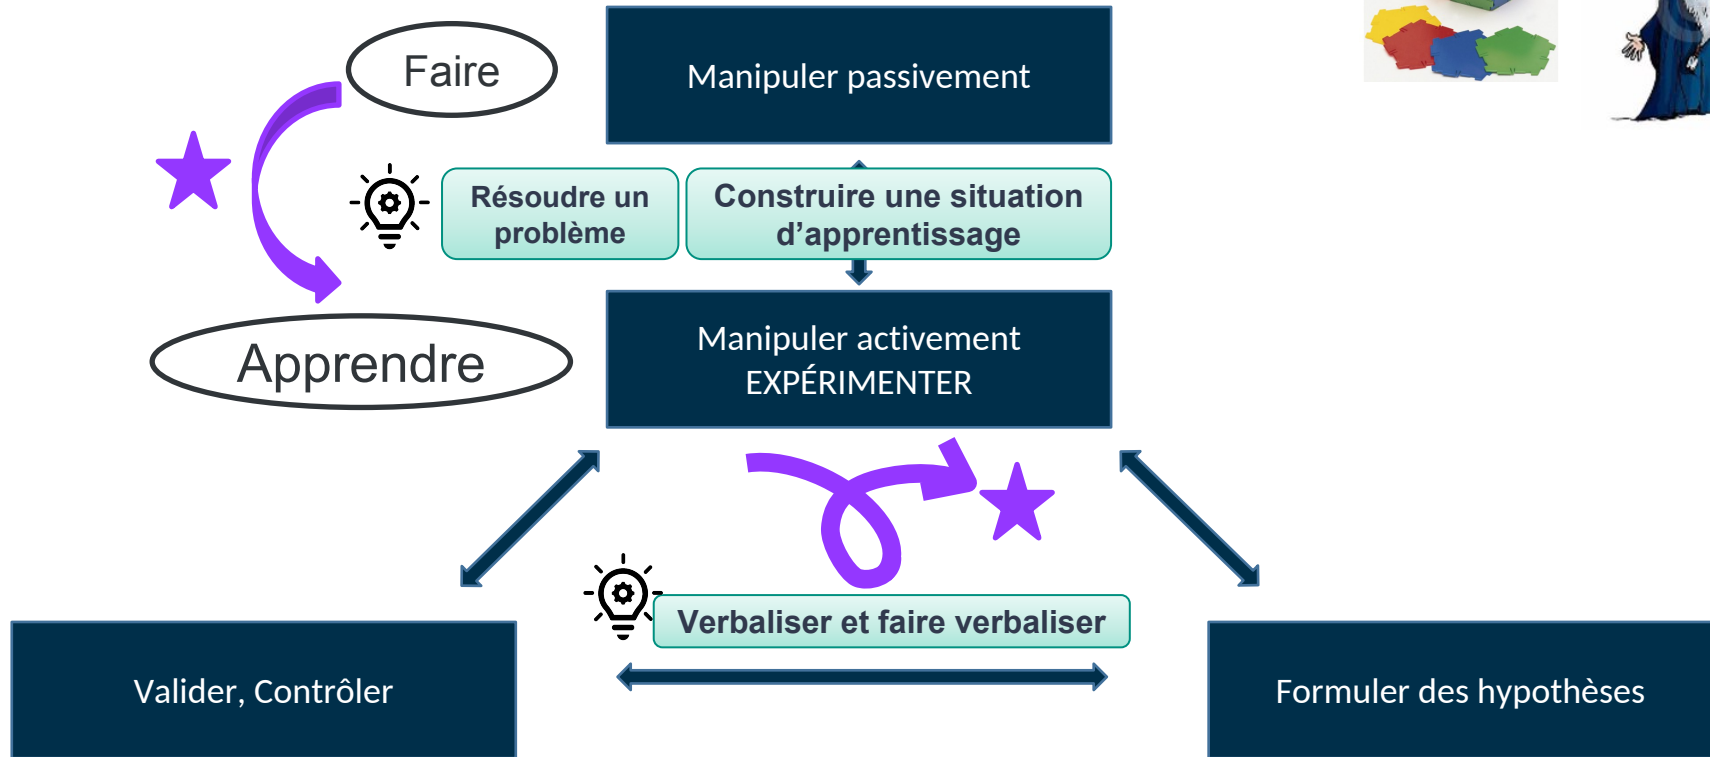 Faire
Manipuler passivement
Résoudre un
problème
Construire une situation
d’apprentissage
Apprendre
Manipuler activement
EXPÉRIMENTER
Verbaliser et faire verbaliser
Valider, Contrôler
Formuler des hypothèses